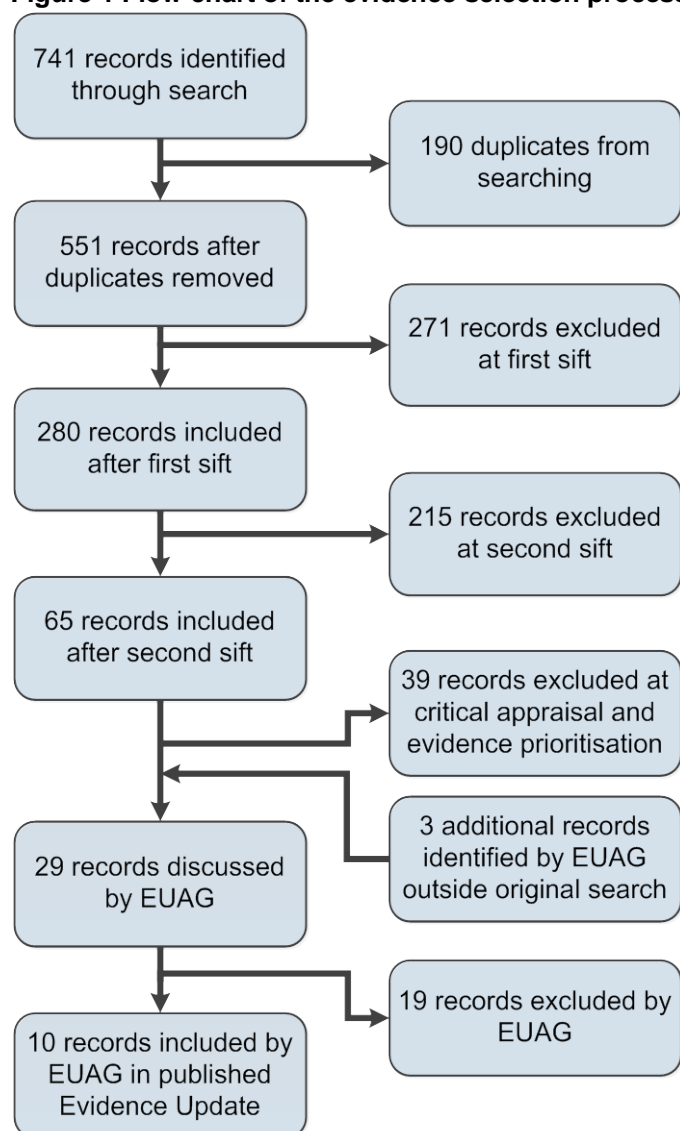 Figure 1 Flow chart of the evidence selection process
741 records identified
through search
190 duplicates from
searching
551 records after
duplicates removed
271 records excluded
at first sift
280 records included
after first sift
215 records excluded
at second sift
65 records included
after second sift
39 records excluded at
critical appraisal and
evidence prioritisation
3 additional records
identified by EUAG
outside original search
29 records discussed
by EUAG
19 records excluded by
EUAG
10 records included by
EUAG in published
Evidence Update